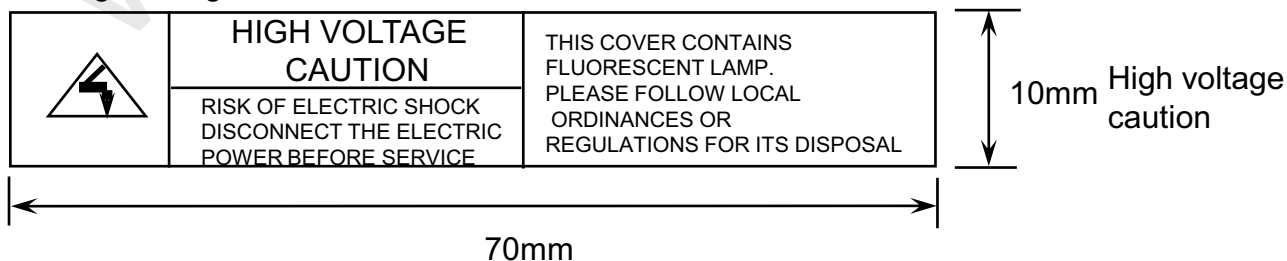 HIGH VOLTAGE
CAUTION
RISK OF ELECTRIC SHOCK
DISCONNECT THE ELECTRIC
POWER BEFORE SERVICE
THIS COVER CONTAINS
FLUORESCENT LAMP.
PLEASE FOLLOW LOCAL
ORDINANCES OR
REGULATIONS FOR ITS DISPOSAL
10mm
High voltage
caution
70mm